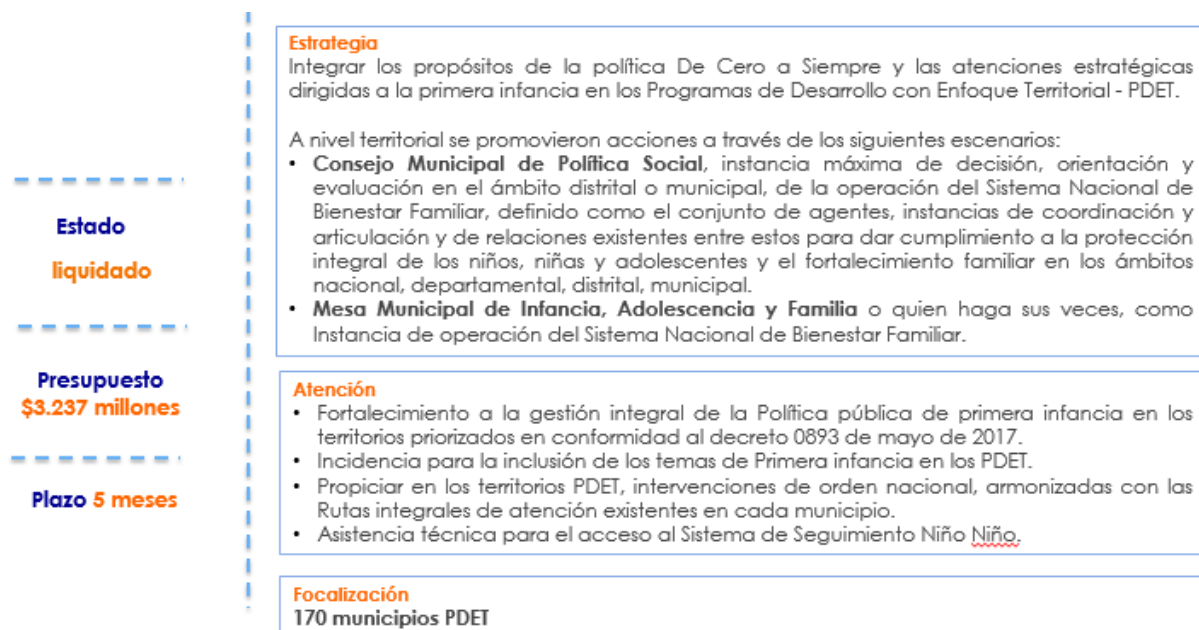 Estado
liquidado
Presupuesto
$3.237 millones
Plazo 5 meses
Estrategia
Integrar los propósitos de la política De Cero a Siempre y las atenciones estratégicas
dirigidas a la primera infancia en los Programas de Desarrollo con Enfoque Territorial - PDET.
A nivel territorial se promovieron acciones a través de los siguientes escenarios:
• Consejo Municipal de Política Social, instancia máxima de decisión, orientación y
evaluación en el ámbito distrital o municipal, de la operación del Sistema Nacional de
Bienestar Familiar, definido como el conjunto de agentes, instancias de coordinación y
articulación y de relaciones existentes entre estos para dar cumplimiento a la protección
integral de los niños, niñas y adolescentes y el fortalecimiento familiar en los ámbitos
nacional, departamental, distrital, municipal.
• Mesa Municipal de Infancia, Adolescencia y Familia o quien haga sus veces, como
Instancia de operación del Sistema Nacional de Bienestar Familiar.
Atención
• Fortalecimiento a la gestión integral de la Política pública de primera infancia en los
territorios priorizados en conformidad al decreto 0893 de mayo de 2017.
• Incidencia para la inclusión de los temas de Primera infancia en los PDET.
• Propiciar en los territorios PDET, intervenciones de orden nacional, armonizadas con las
Rutas integrales de atención existentes en cada municipio.
• Asistencia técnica para el acceso al Sistema de Seguimiento Niño Niño.
Focalización
170 municipios PDET